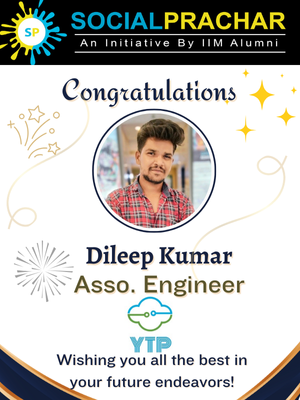 SP
SOCIALPRACHAR
An Initiative By IIM Alumni
Congratulations
Dileep Kumar
Asso. Engineer
YTP
Wishing you all the best in
your future endeavors!